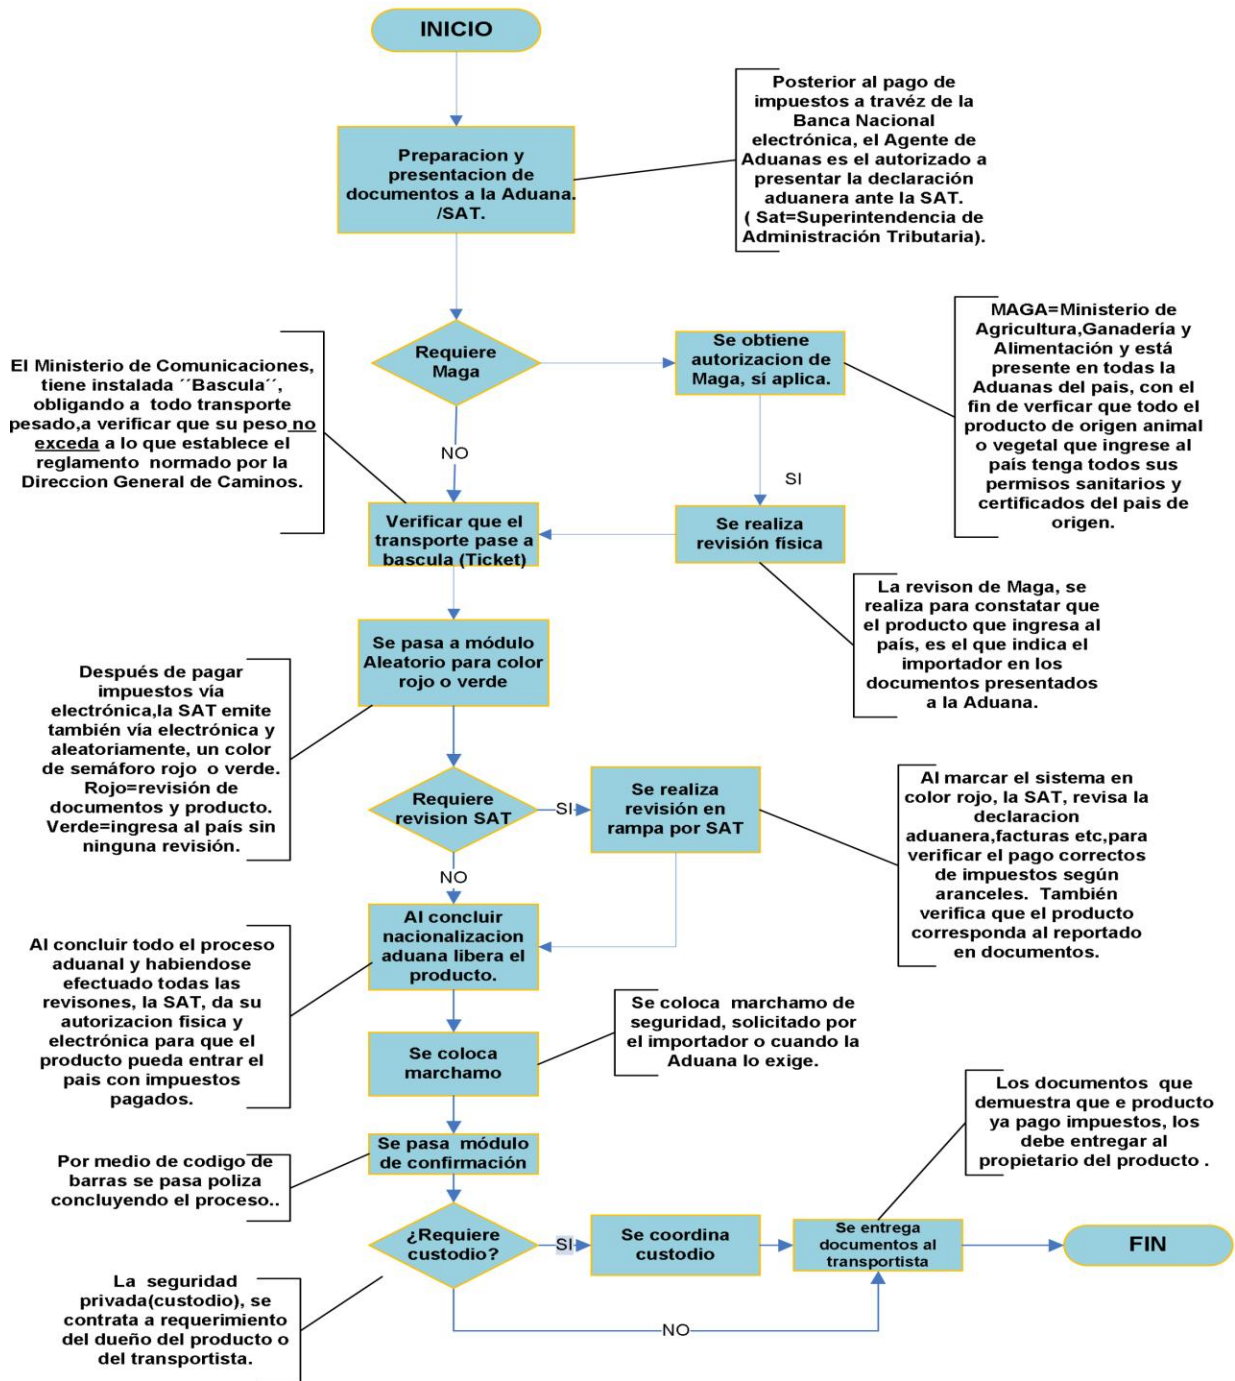 INICIO
Posterior al pago de
impuestos a travéz de la
Banca Nacional
electrónica, el Agente de
Aduanas es el autorizado a
presentar la declaración
aduanera ante la SAT.
( Sat=Superintendencia de
Administración Tributaria).
Preparacion y
presentacion de
documentos a la Aduana.
/SAT.
MAGA=Ministerio de
Agricultura,Ganadería y
Alimentación y está
presente en todas la
Aduanas del pais, con el
fin de verficar que todo el
producto de origen animal
o vegetal que ingrese al
país tenga todos sus
permisos sanitarios y
certificados del pais de
origen.
Requiere
Maga
Se obtiene
autorizacion de
Maga, sí aplica.
El Ministerio de Comunicaciones,
tiene instalada ´´Bascula´´,
obligando a todo transporte
pesado,a verificar que su peso no
exceda a lo que establece el
reglamento normado por la
Direccion General de Caminos.
NO
SI
Verificar que el
transporte pase a
bascula (Ticket)
Se realiza
revisión física
La revison de Maga, se
realiza para constatar que
el producto que ingresa al
país, es el que indica el
importador en los
documentos presentados
a la Aduana.
Se pasa a módulo
Aleatorio para color
rojo o verde
Después de pagar
impuestos vía
electrónica,la SAT emite
también vía electrónica y
aleatoriamente, un color
de semáforo rojo o verde.
Rojo=revisión de
documentos y producto.
Verde=ingresa al país sin
ninguna revisión.
Requiere
revision SAT
SI
Se realiza
revisión en
rampa por SAT
Al marcar el sistema en
color rojo, la SAT, revisa la
declaracion
aduanera,facturas etc,para
verificar el pago correctos
de impuestos según
aranceles. También
verifica que el producto
corresponda al reportado
en documentos.
NO
Al concluir
nacionalizacion
aduana libera el
producto.
Al concluir todo el proceso
aduanal y habiendose
efectuado todas las
revisones, la SAT, da su
autorizacion fisica y
electrónica para que el
producto pueda entrar el
pais con impuestos
pagados.
Se coloca marchamo de
seguridad, solicitado por
el importador o cuando la
Aduana lo exige.
Se coloca
marchamo
Los documentos que
demuestra que e producto
ya pago impuestos, los
debe entregar al
propietario del producto .
Se pasa módulo
de confirmación
Por medio de codigo de
barras se pasa poliza
concluyendo el proceso..
¿Requiere
custodio?
SI
Se coordina
custodio
Se entrega
documentos al
transportista
FIN
La seguridad
privada(custodio), se
contrata a requerimiento
del dueño del producto o
del transportista.
NO